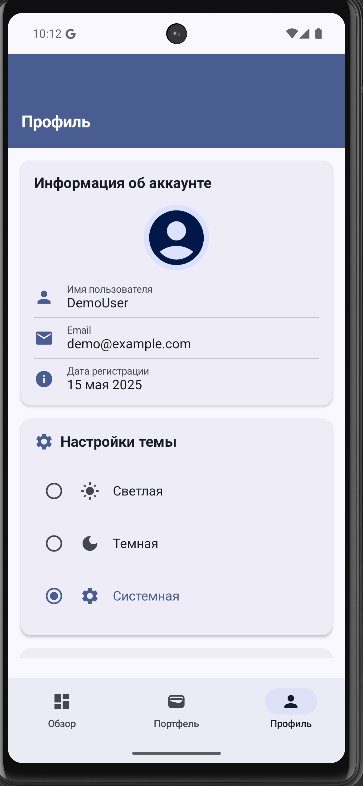 10:12 G
Профиль
Информация об аккаунте
Имя пользователя
DemoUser
Email
demo@example.com
Дата регистрации
15 мая 2025
Настройки темы
Светлая
Темная
Системная
Обзор
Портфель
Профиль